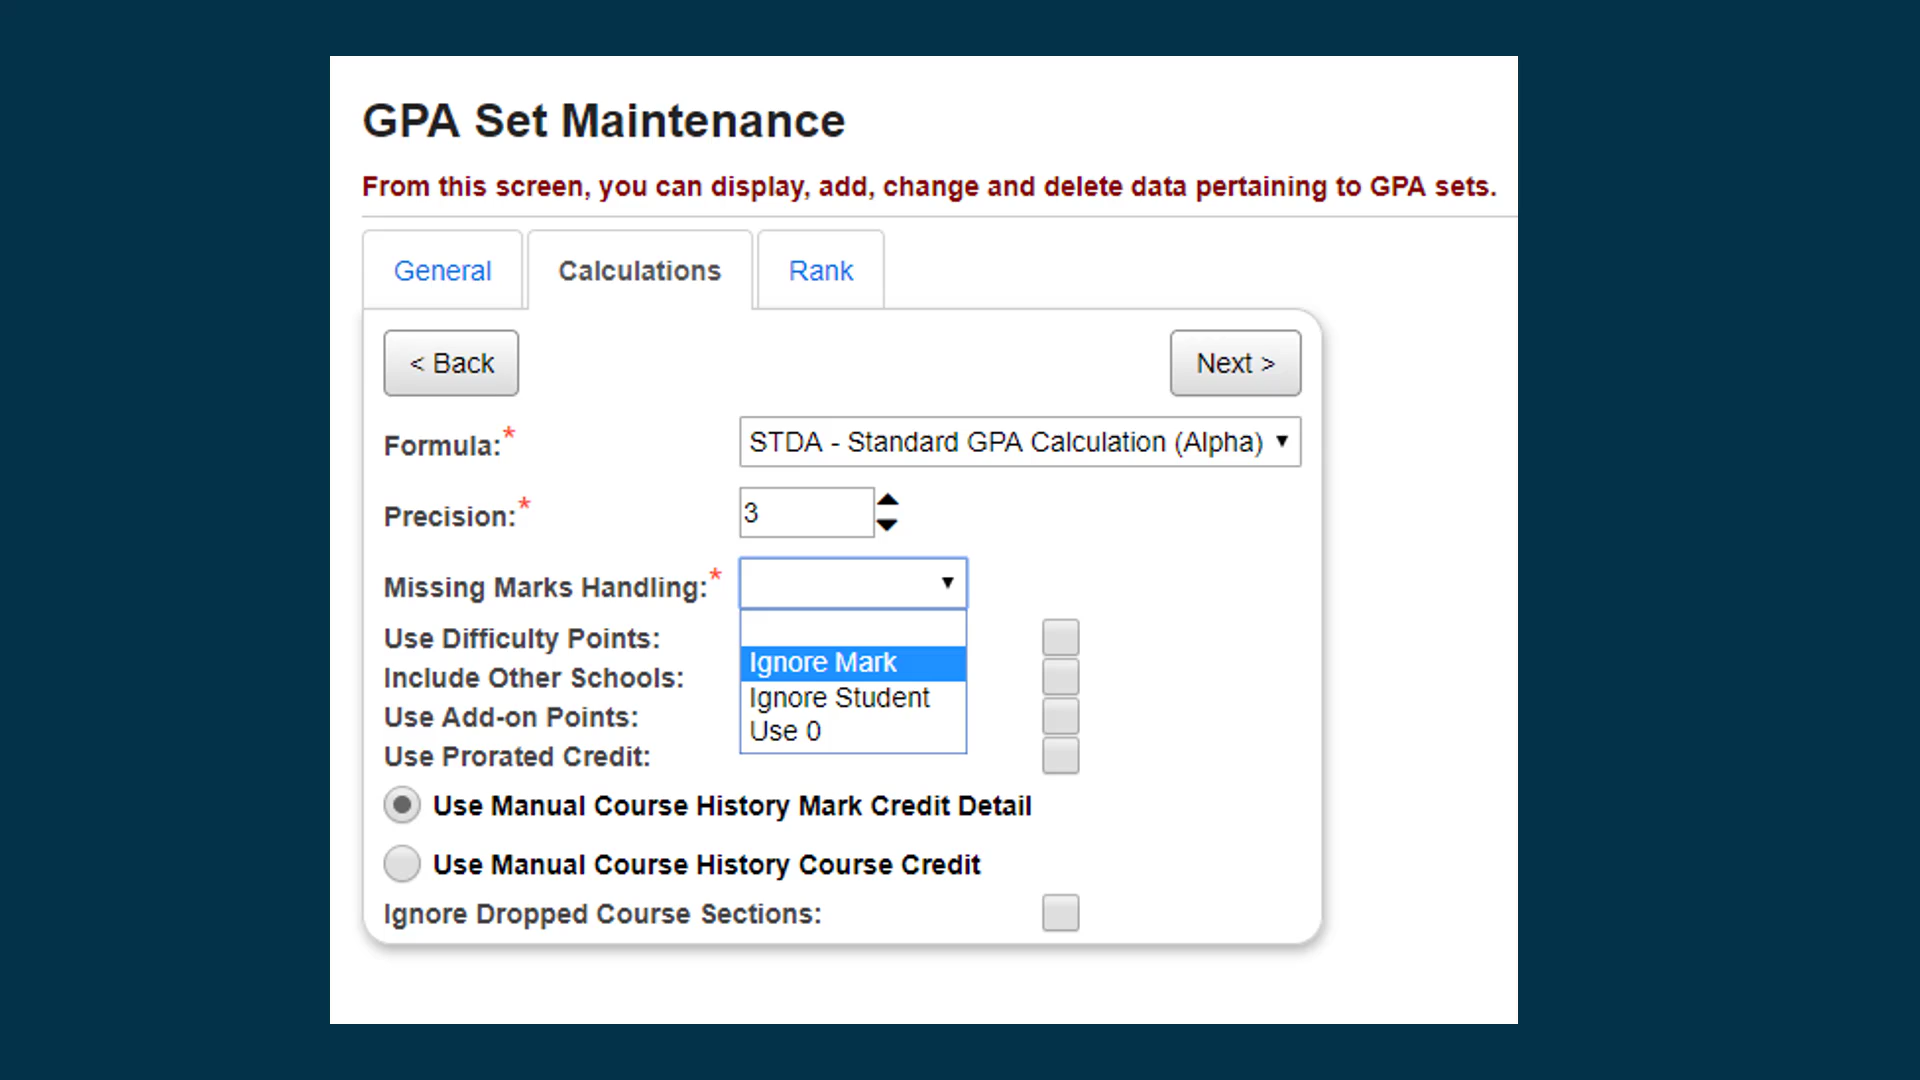 GPA Set Maintenance
From this screen, you can display, add, change and delete data pertaining to GPA sets.
General Calculations Rank
< Back Next >
Formula:* STDA - Standard GPA Calculation (Alpha)
Precision:* 3
Missing Marks Handling:*
Use Difficulty Points:
Ignore Mark
Include Other Schools:
Ignore Student
Use Add-on Points:
Use 0
Use Prorated Credit:
Use Manual Course History Mark Credit Detail
Use Manual Course History Course Credit
Ignore Dropped Course Sections: